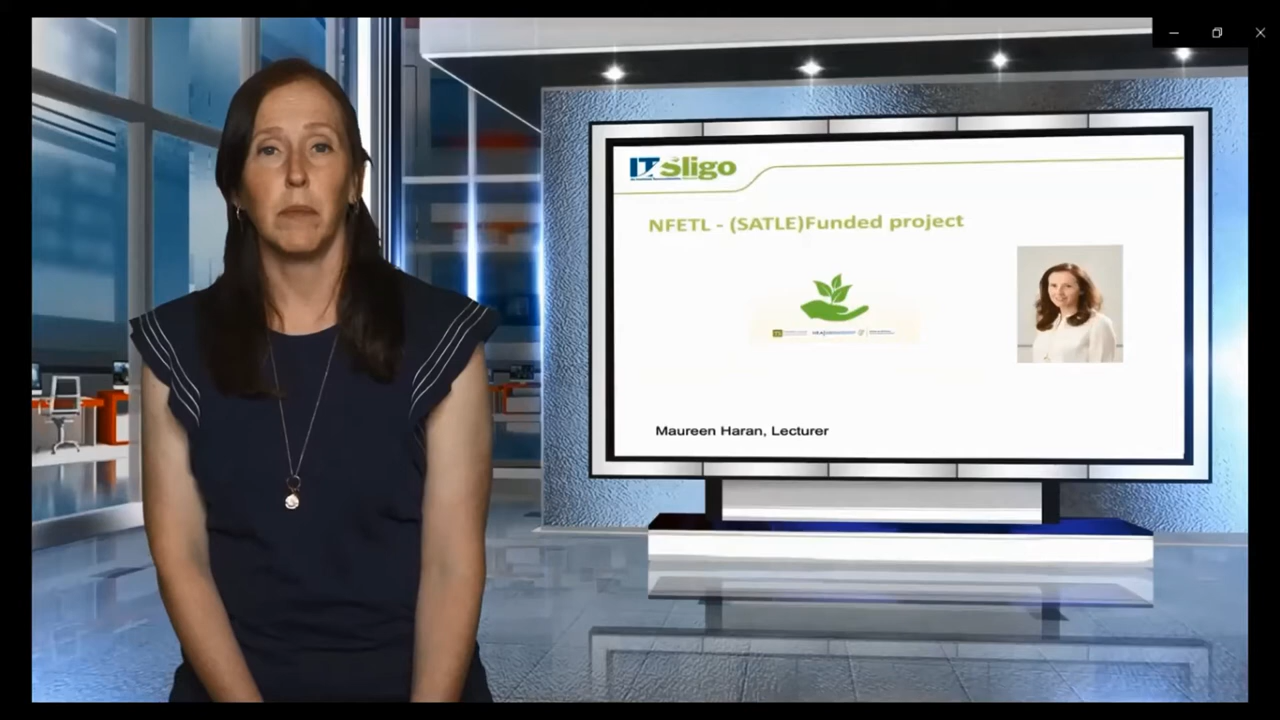 IT Sligo
NFETL - (SATLE)Funded project
Maureen Haran, Lecturer